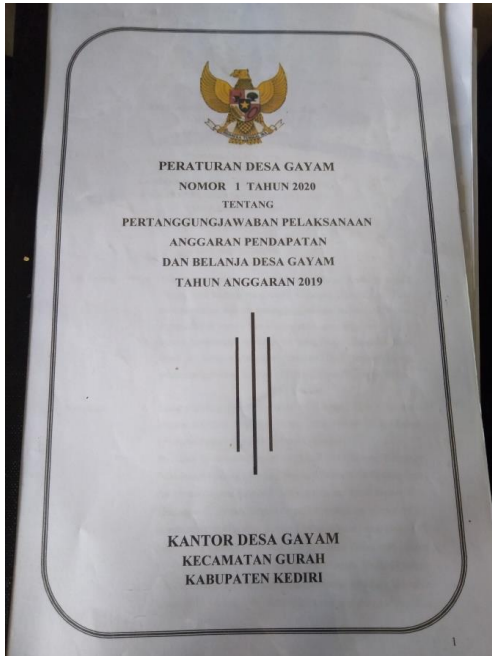 PERATURAN DESA GAYAM
NOMOR 1 TAHUN 2020
TENTANG
PERTANGGUNGJAWABAN PELAKSANAAN
ANGGARAN PENDAPATAN
DAN BELANJA DESA GAYAM
TAHUN ANGGARAN 2019
KANTOR DESA GAYAM
KECAMATAN GURAH
KABUPATEN KEDIRI
1